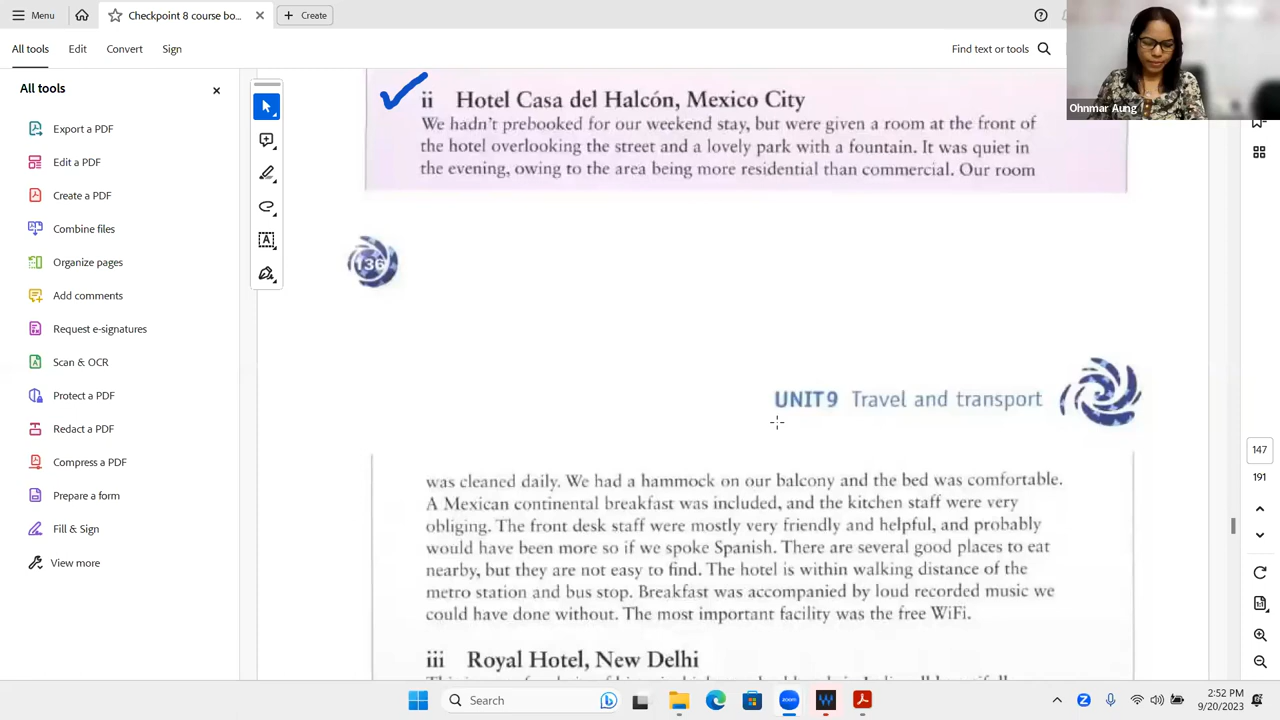 Menu
Checkpoint 8 course bo...
Create
All tools
Edit
Convert
Sign
Find text or tools
Ohnmar Aung
All tools
Export a PDF
Edit a PDF
Create a PDF
Combine files
Organize pages
Add comments
Request e-signatures
Scan & OCR
Protect a PDF
Redact a PDF
Compress a PDF
Prepare a form
Fill & Sign
View more
ii Hotel Casa del Halcón, Mexico City
We hadn't prebooked for our weekend stay, but were given a room at the front of
the hotel overlooking the street and a lovely park with a fountain. It was quiet in
the evening, owing to the area being more residential than commercial. Our room
136
UNIT 9 Travel and transport
was cleaned daily. We had a hammock on our balcony and the bed was comfortable.
A Mexican continental breakfast was included, and the kitchen staff were very
obliging. The front desk staff were mostly very friendly and helpful, and probably
would have been more so if we spoke Spanish. There are several good places to eat
nearby, but they are not easy to find. The hotel is within walking distance of the
metro station and bus stop. Breakfast was accompanied by loud recorded music we
could have done without. The most important facility was the free WiFi.
iii Royal Hotel, New Delhi
147
191
Search
zoom
2:52 PM
9/20/2023